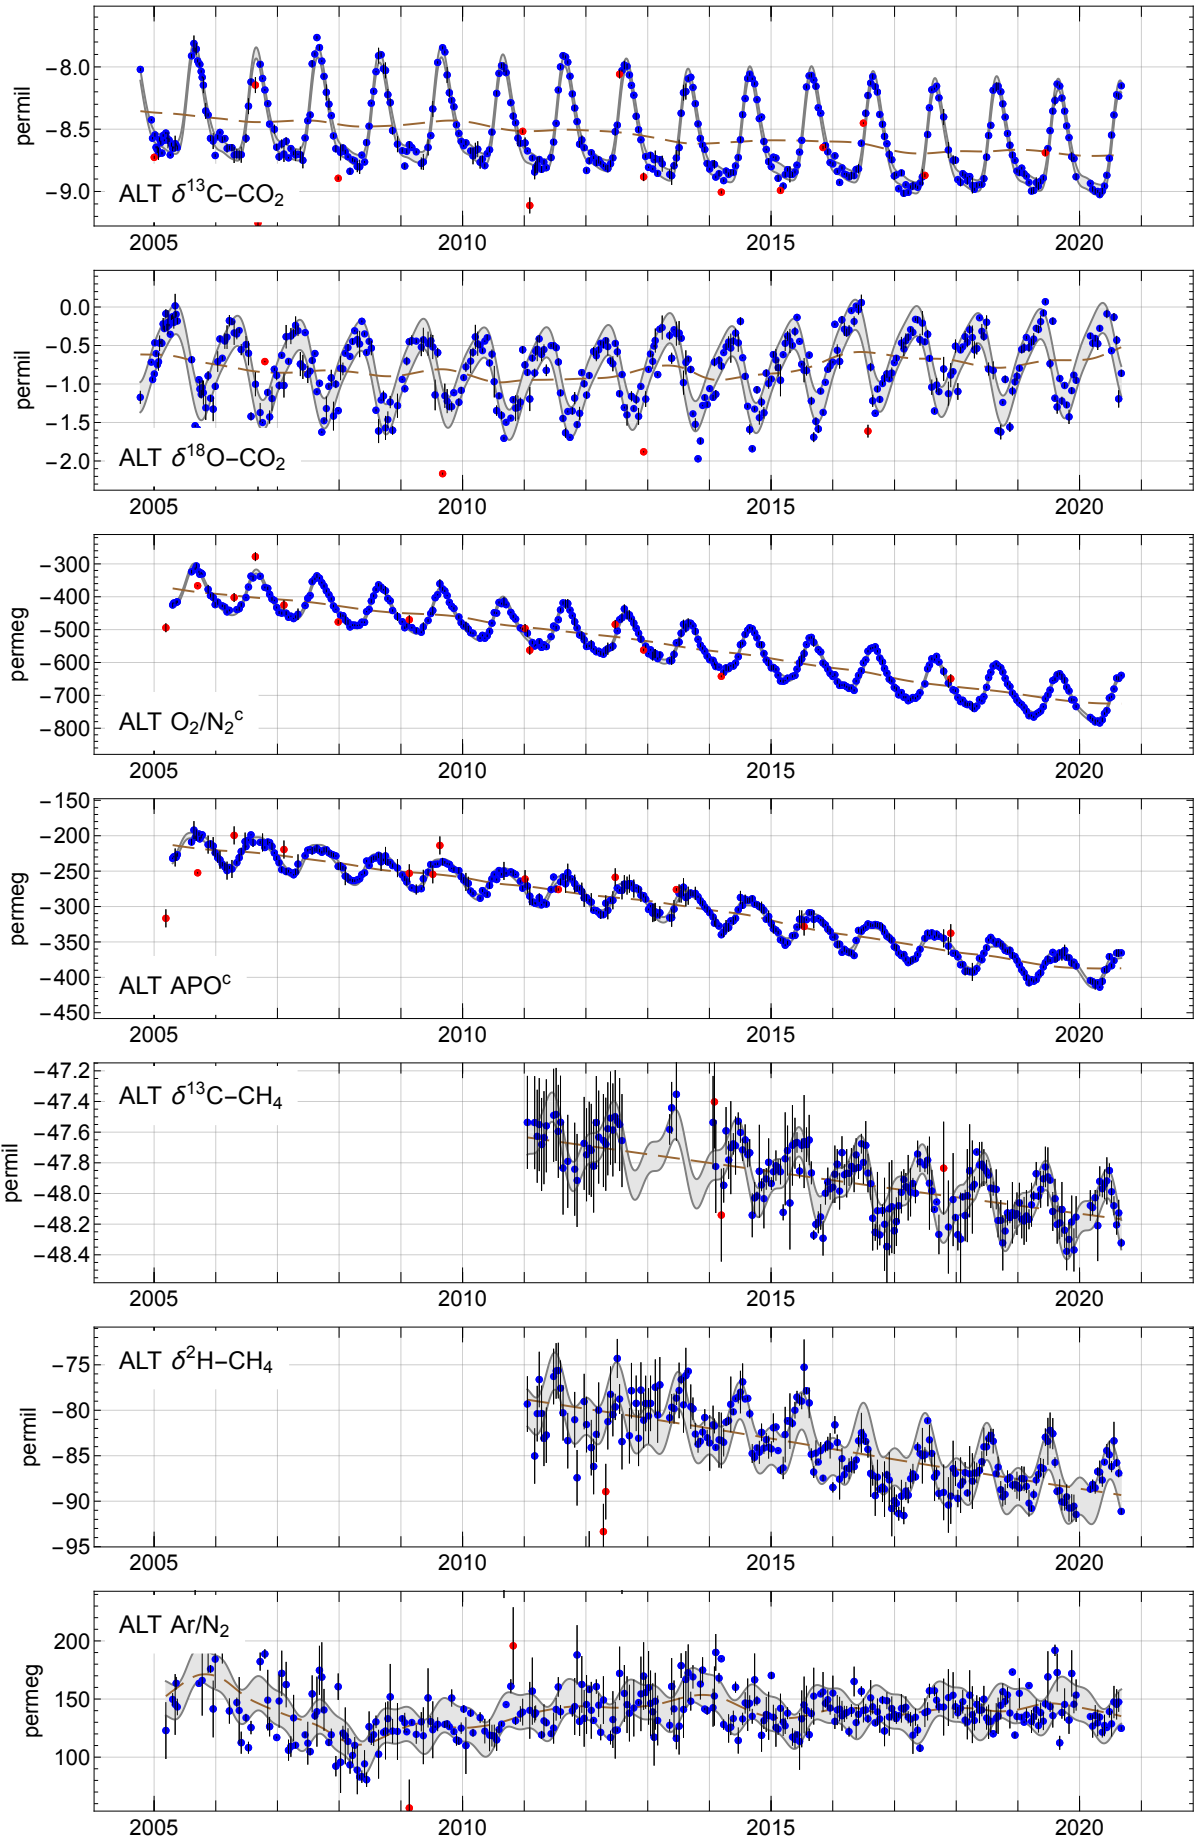 −8.0
−8.5
−9.0
permil
ALT δ¹³C−CO₂
2005 2010 2015 2020
0.0
−0.5
−1.0
−1.5
−2.0
permil
ALT δ¹⁸O−CO₂
2005 2010 2015 2020
−300
−400
−500
−600
−700
−800
permeg
ALT O₂/N₂ᶜ
2005 2010 2015 2020
−150
−200
−250
−300
−350
−400
−450
permeg
ALT APOᶜ
2005 2010 2015 2020
−47.2
−47.4
−47.6
−47.8
−48.0
−48.2
−48.4
permil
ALT δ¹³C−CH₄
2005 2010 2015 2020
−75
−80
−85
−90
−95
permil
ALT δ²H−CH₄
2005 2010 2015 2020
200
150
100
permeg
ALT Ar/N₂
2005 2010 2015 2020